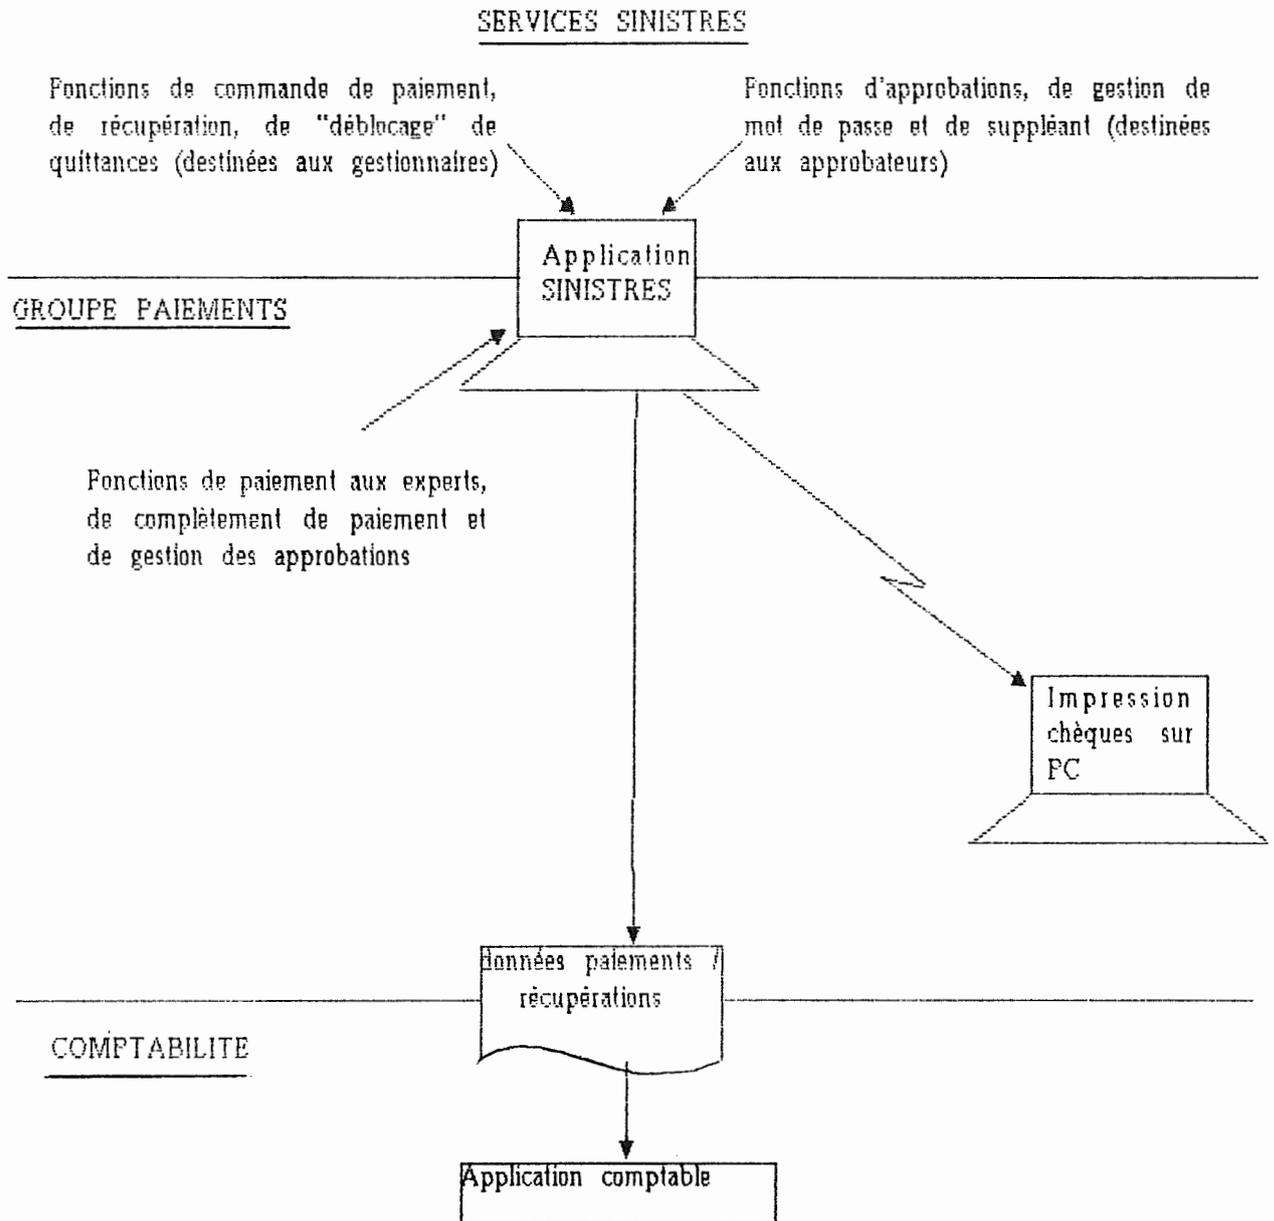 SERVICES SINISTRES
Fonctions de commande de paiement,
de récupération, de "déblocage" de
quittances (destinées aux gestionnaires)
Fonctions d'approbations, de gestion de
mot de passe et de suppléant (destinées
aux approbateurs)
Application
SINISTRES
GROUPE PAIEMENTS
Fonctions de paiement aux experts,
de complètement de paiement et
de gestion des approbations
Impression
chèques sur
PC
données paiements /
récupérations
COMPTABILITE
Application comptable